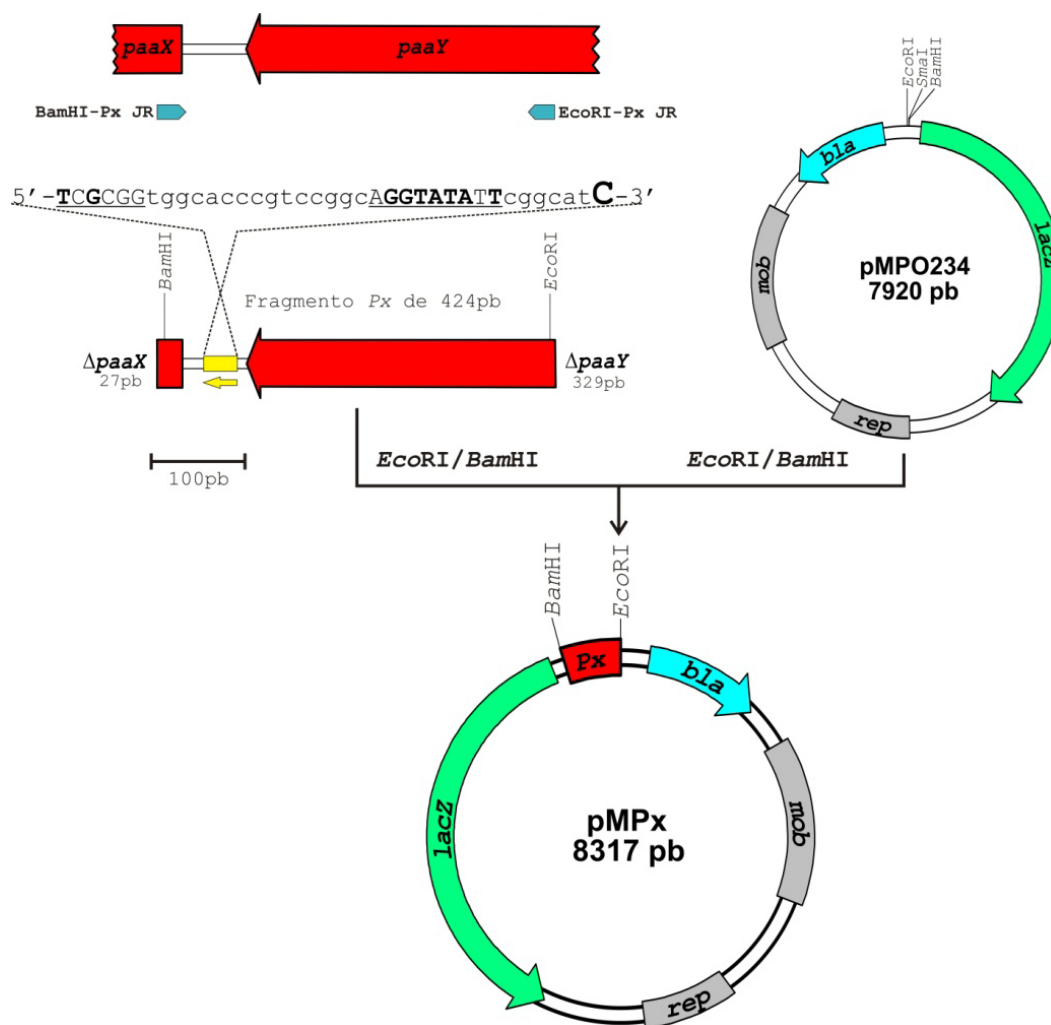 paaX
paaY
BamHI-Px JR
EcoRI-Px JR
5'-TCGCGGtggcacccgtccggcAGGTATATTcggcatC-3'
BamHI
EcoRI
Fragmento Px de 424pb
ΔpaaX
27pb
ΔpaaY
329pb
100pb
EcoRI
SmaI
BamHI
bla
lacZ
mob
rep
pMPO234
7920 pb
EcoRI/BamHI
EcoRI/BamHI
BamHI
EcoRI
Px
bla
lacZ
mob
rep
pMPx
8317 pb